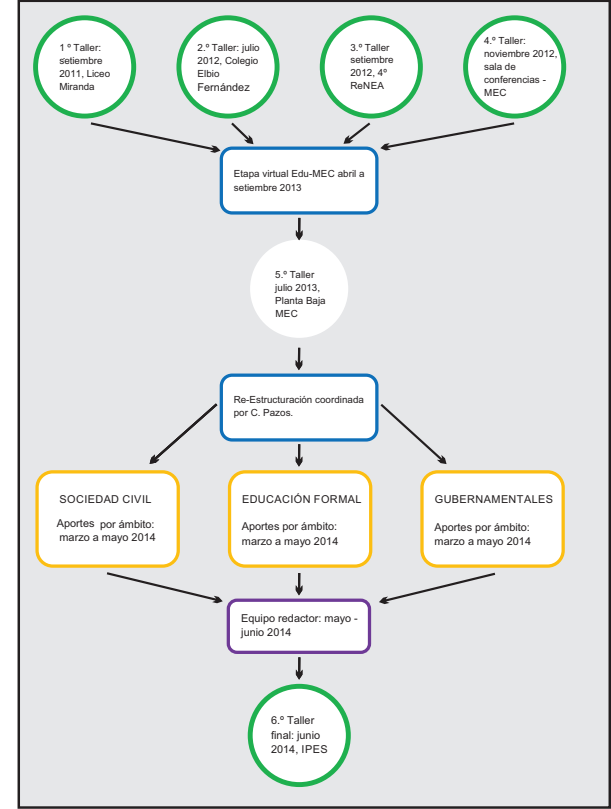 1 º Taller:
setiembre
2011, Liceo
Miranda
2.º Taller: julio
2012, Colegio
Elbio
Fernández
3.º Taller
setiembre
2012, 4º
ReNEA
4.º Taller:
noviembre 2012,
sala de
conferencias -
MEC
Etapa virtual Edu-MEC abril a
setiembre 2013
5.º Taller
julio 2013,
Planta Baja
MEC
Re-Estructuración coordinada
por C. Pazos.
SOCIEDAD CIVIL
Aportes por ámbito:
marzo a mayo 2014
EDUCACIÓN FORMAL
Aportes por ámbito:
marzo a mayo 2014
GUBERNAMENTALES
Aportes por ámbito:
marzo a mayo 2014
Equipo redactor: mayo -
junio 2014
6.º Taller
final: junio
2014, IPES